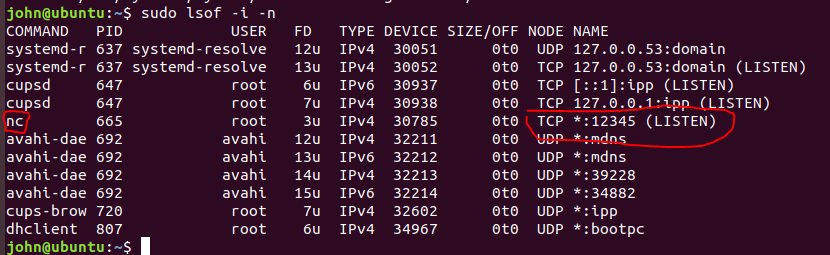 john@ubuntu:~$ sudo lsof -i -n
COMMAND PID USER FD TYPE DEVICE SIZE/OFF NODE NAME
systemd-r 637 systemd-resolve 12u IPv4 30051 0t0 UDP 127.0.0.53:domain
systemd-r 637 systemd-resolve 13u IPv4 30052 0t0 TCP 127.0.0.53:domain (LISTEN)
cupsd 647 root 6u IPv6 30937 0t0 TCP [::1]:ipp (LISTEN)
cupsd 647 root 7u IPv4 30938 0t0 TCP 127.0.0.1:ipp (LISTEN)
nc 665 root 3u IPv4 30785 0t0 TCP *:12345 (LISTEN)
avahi-dae 692 avahi 12u IPv4 32211 0t0 UDP *:mdns
avahi-dae 692 avahi 13u IPv6 32212 0t0 UDP *:mdns
avahi-dae 692 avahi 14u IPv4 32213 0t0 UDP *:39228
avahi-dae 692 avahi 15u IPv6 32214 0t0 UDP *:34882
cups-brow 720 root 7u IPv4 32602 0t0 UDP *:ipp
dhclient 807 root 6u IPv4 34967 0t0 UDP *:bootpc
john@ubuntu:~$